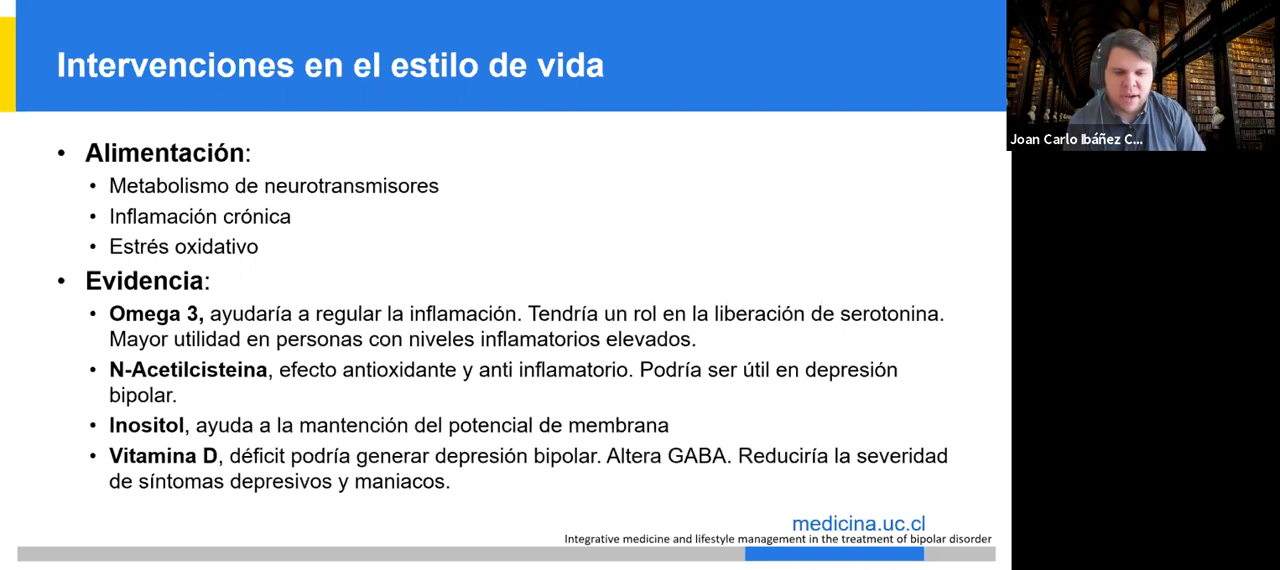 Intervenciones en el estilo de vida
• Alimentación:
• Metabolismo de neurotransmisores
• Inflamación crónica
• Estrés oxidativo
• Evidencia:
• Omega 3, ayudaría a regular la inflamación. Tendría un rol en la liberación de serotonina.
Mayor utilidad en personas con niveles inflamatorios elevados.
• N-Acetilcisteina, efecto antioxidante y anti inflamatorio. Podría ser útil en depresión
bipolar.
• Inositol, ayuda a la mantención del potencial de membrana
• Vitamina D, déficit podría generar depresión bipolar. Altera GABA. Reduciría la severidad
de síntomas depresivos y maniacos.
medicina.uc.cl
Integrative medicine and lifestyle management in the treatment of bipolar disorder
Joan Carlo Ibáñez C...